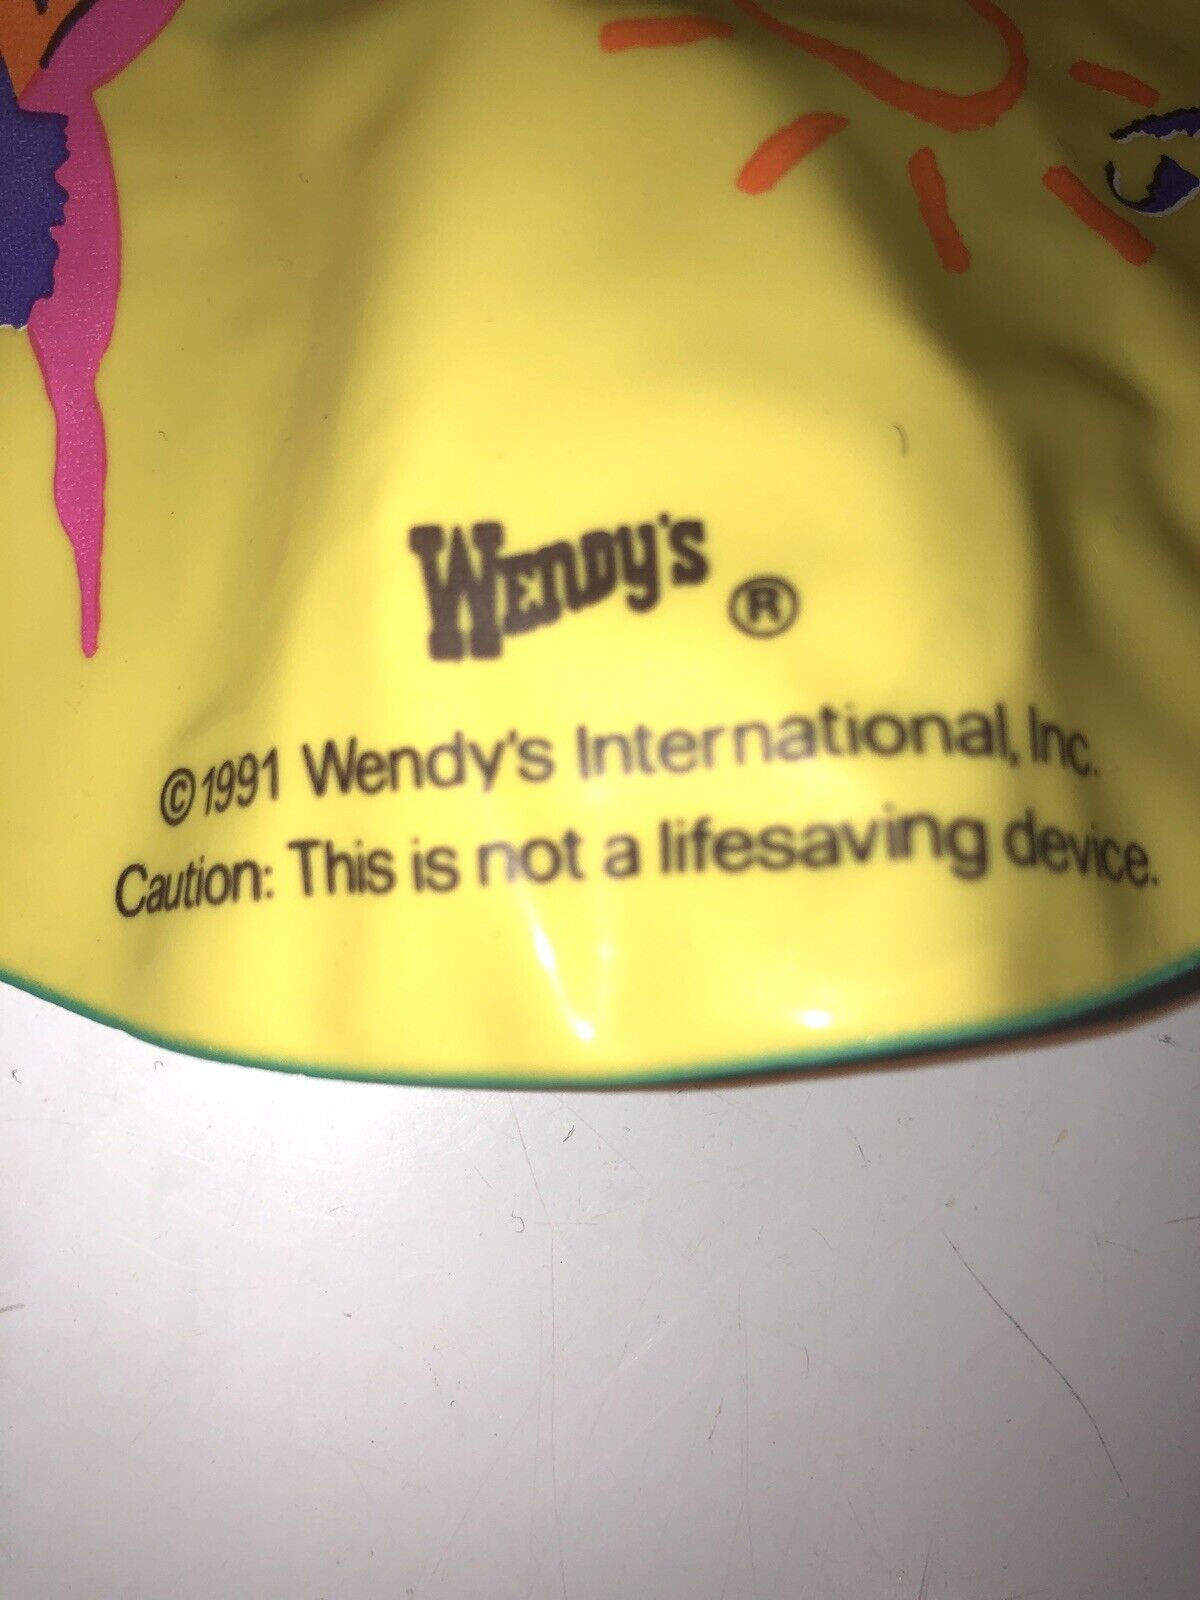 Wendy's ®
©1991 Wendy's International, Inc.
Caution: This is not a lifesaving device.